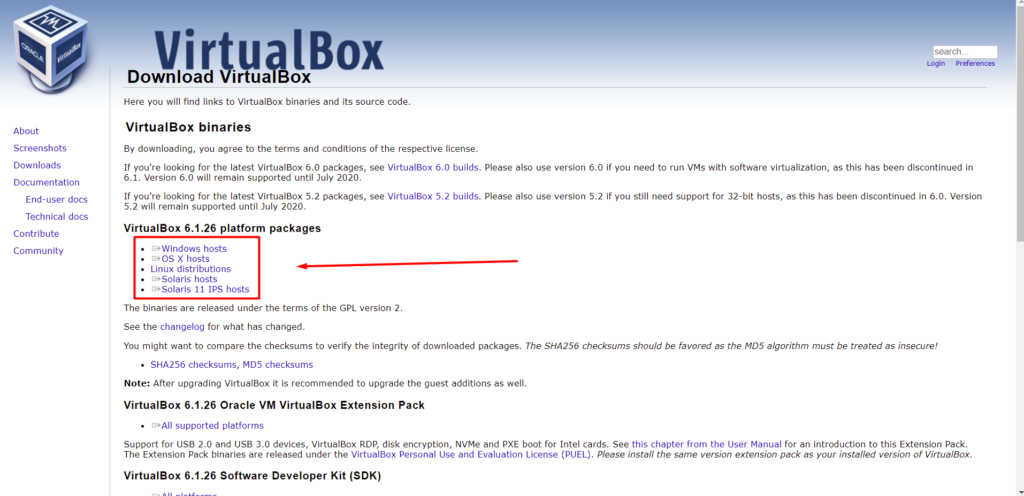 ORACLE
VM
VirtualBox
VirtualBox
search...
Login Preferences
Download VirtualBox
Here you will find links to VirtualBox binaries and its source code.
About
Screenshots
Downloads
Documentation
End-user docs
Technical docs
Contribute
Community
VirtualBox binaries
By downloading, you agree to the terms and conditions of the respective license.
If you're looking for the latest VirtualBox 6.0 packages, see VirtualBox 6.0 builds. Please also use version 6.0 if you need to run VMs with software virtualization, as this has been discontinued in
6.1. Version 6.0 will remain supported until July 2020.
If you're looking for the latest VirtualBox 5.2 packages, see VirtualBox 5.2 builds. Please also use version 5.2 if you still need support for 32-bit hosts, as this has been discontinued in 6.0. Version
5.2 will remain supported until July 2020.
VirtualBox 6.1.26 platform packages
Windows hosts
OS X hosts
Linux distributions
Solaris hosts
Solaris 11 IPS hosts
The binaries are released under the terms of the GPL version 2.
See the changelog for what has changed.
You might want to compare the checksums to verify the integrity of downloaded packages. The SHA256 checksums should be favored as the MD5 algorithm must be treated as insecure!
SHA256 checksums, MD5 checksums
Note: After upgrading VirtualBox it is recommended to upgrade the guest additions as well.
VirtualBox 6.1.26 Oracle VM VirtualBox Extension Pack
All supported platforms
Support for USB 2.0 and USB 3.0 devices, VirtualBox RDP, disk encryption, NVMe and PXE boot for Intel cards. See this chapter from the User Manual for an introduction to this Extension Pack.
The Extension Pack binaries are released under the VirtualBox Personal Use and Evaluation License (PUEL). Please install the same version extension pack as your installed version of VirtualBox.
VirtualBox 6.1.26 Software Developer Kit (SDK)
All platforms